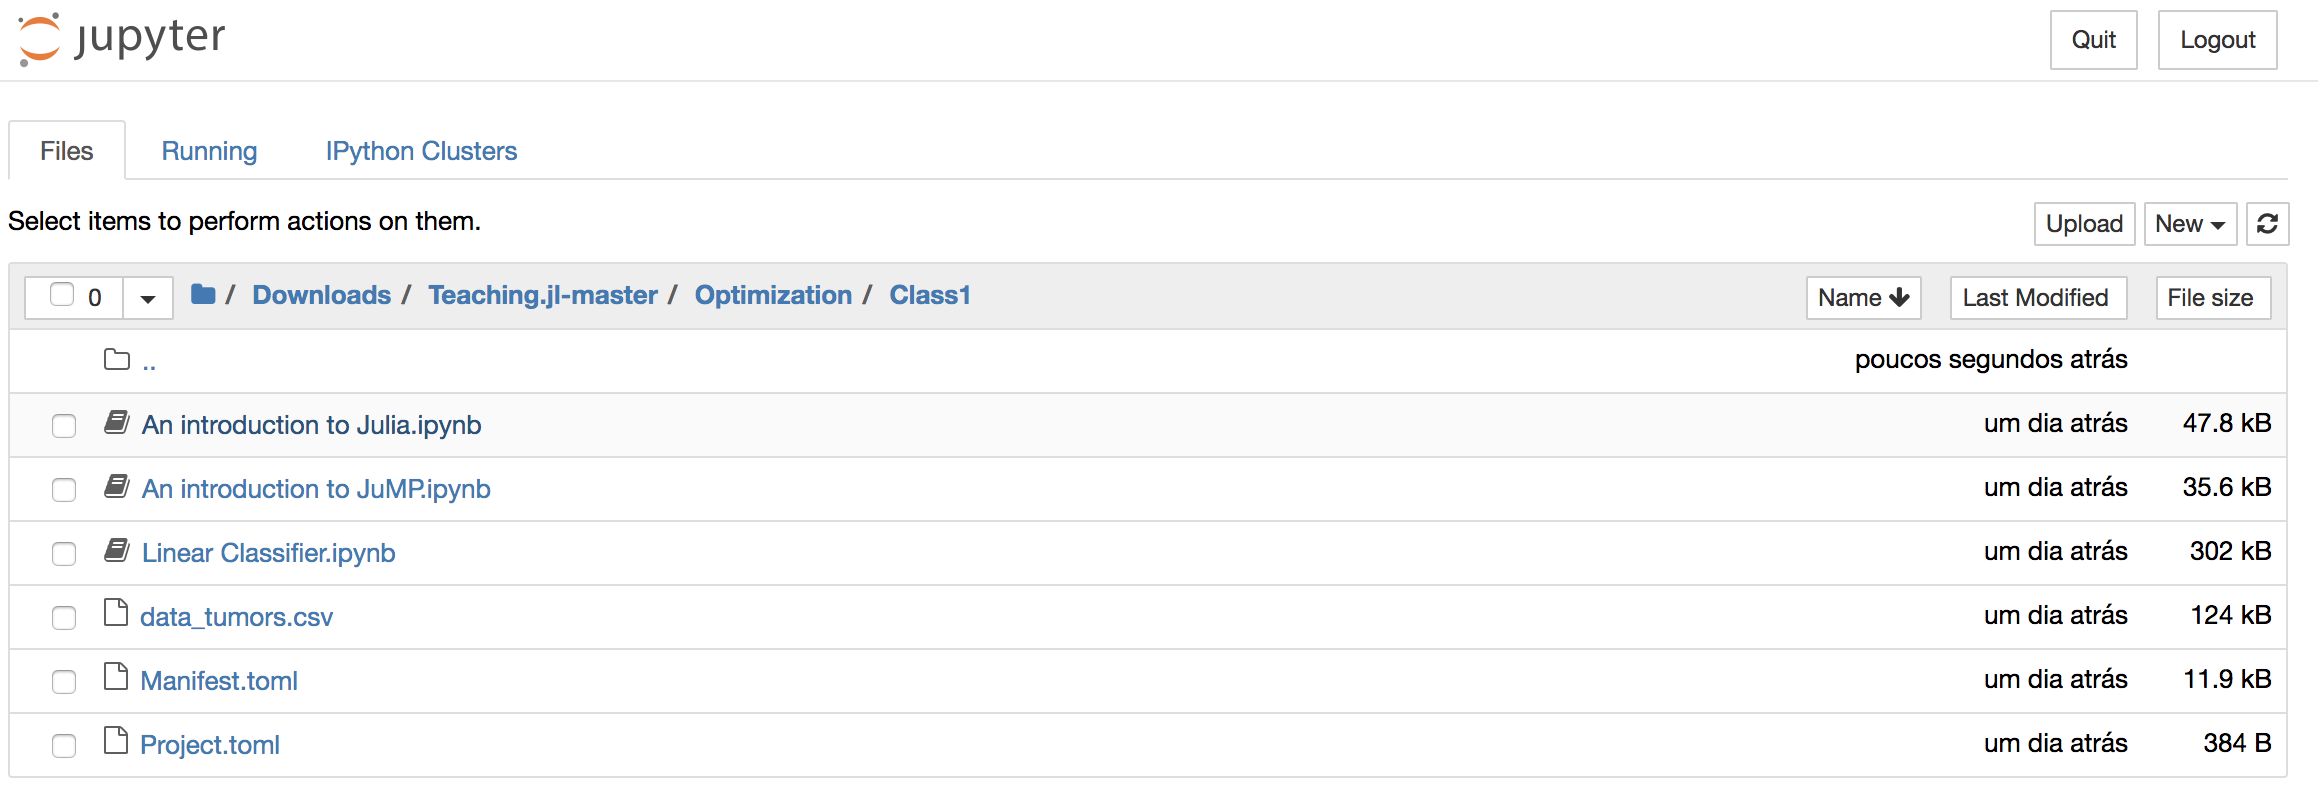 jupyter Quit Logout
Files Running IPython Clusters
Select items to perform actions on them. Upload New
0 / Downloads / Teaching.jl-master / Optimization / Class1 Name Last Modified File size
.. poucos segundos atrás
An introduction to Julia.ipynb um dia atrás 47.8 kB
An introduction to JuMP.ipynb um dia atrás 35.6 kB
Linear Classifier.ipynb um dia atrás 302 kB
data_tumors.csv um dia atrás 124 kB
Manifest.toml um dia atrás 11.9 kB
Project.toml um dia atrás 384 B